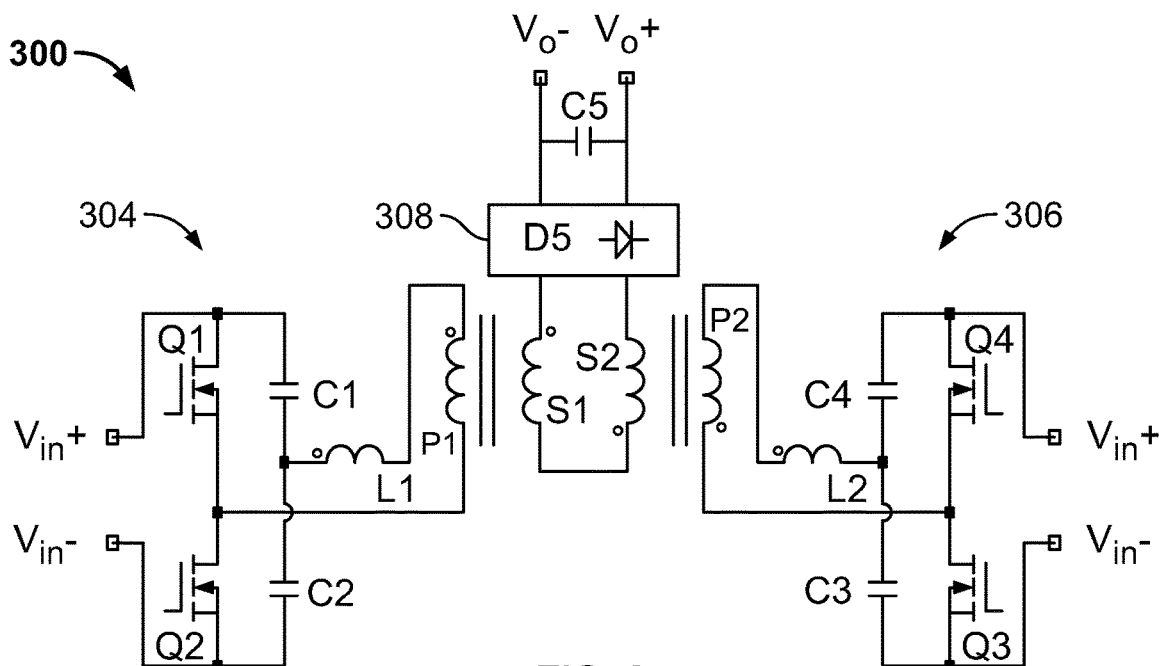 300
Vo- Vo+
C5
304
308
D5
306
Q1
C1
P1
S1
S2
P2
C4
Q4
Vin+
L1
L2
Vin+
Vin-
C2
C3
Vin-
Q2
Q3